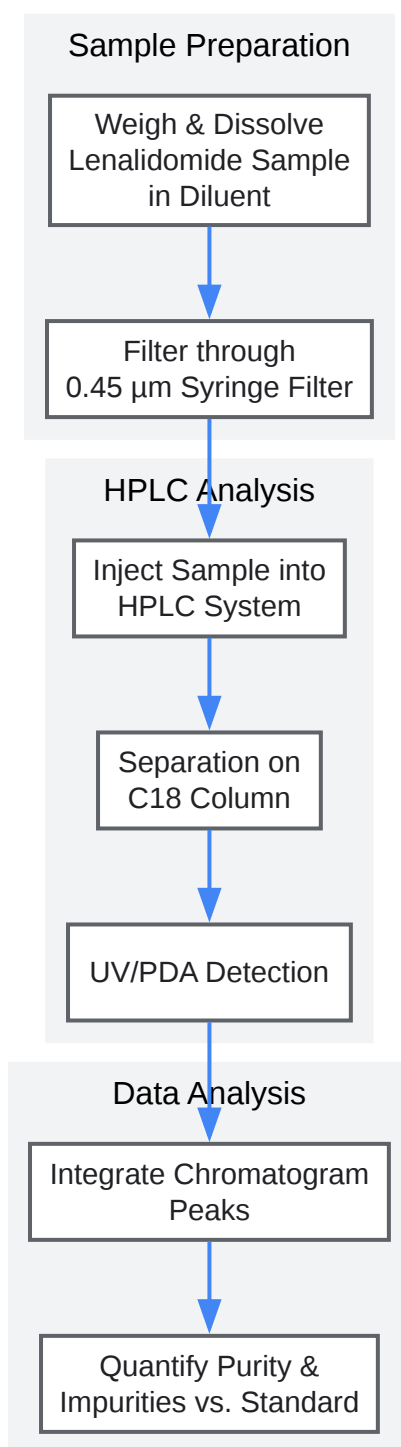 Sample Preparation
Weigh & Dissolve
Lenalidomide Sample
in Diluent
Filter through
0.45 µm Syringe Filter
HPLC Analysis
Inject Sample into
HPLC System
Separation on
C18 Column
UV/PDA Detection
Data Analysis
Integrate Chromatogram
Peaks
Quantify Purity &
Impurities vs. Standard